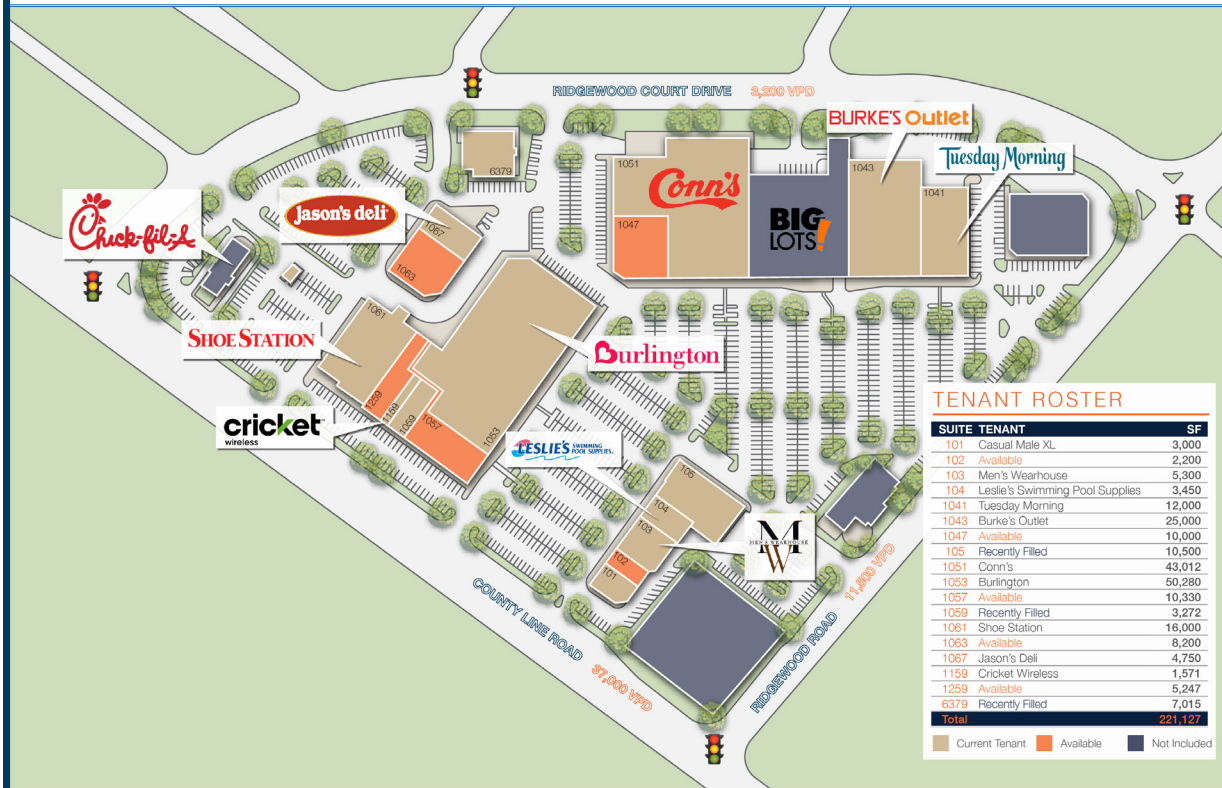 RIDGEWOOD COURT DRIVE 3,200 VPD
BURKE'S Outlet
Tuesday Morning
Conn's
BIG
LOTS!
1051
1047
1043
1041
6379
Chick-fil-A
Jason's deli
1067
1063
SHOE STATION
1061
Burlington
cricket
wireless
1259
1159
1059
1057
1053
LESLIE'S SWIMMING
POOL SUPPLIES.
105
104
103
102
101
MW
MEN'S WEARHOUSE
COUNTY LINE ROAD 37,000 VPD
RIDGEWOOD ROAD 11,500 VPD
TENANT ROSTER
SUITE TENANT SF
101 Casual Male XL 3,000
102 Available 2,200
103 Men's Wearhouse 5,300
104 Leslie's Swimming Pool Supplies 3,450
1041 Tuesday Morning 12,000
1043 Burke's Outlet 25,000
1047 Available 10,000
105 Recently Filled 10,500
1051 Conn's 43,012
1053 Burlington 50,280
1057 Available 10,330
1059 Recently Filled 3,272
1061 Shoe Station 16,000
1063 Available 8,200
1067 Jason's Deli 4,750
1159 Cricket Wireless 1,571
1259 Available 5,247
6379 Recently Filled 7,015
Total 221,127
Current Tenant Available Not Included